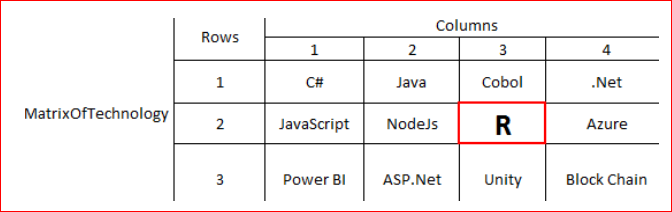 Rows Columns
1 2 3 4
1 C# Java Cobol .Net
MatrixOfTechnology 2 JavaScript NodeJs R Azure
3 Power BI ASP.Net Unity Block Chain